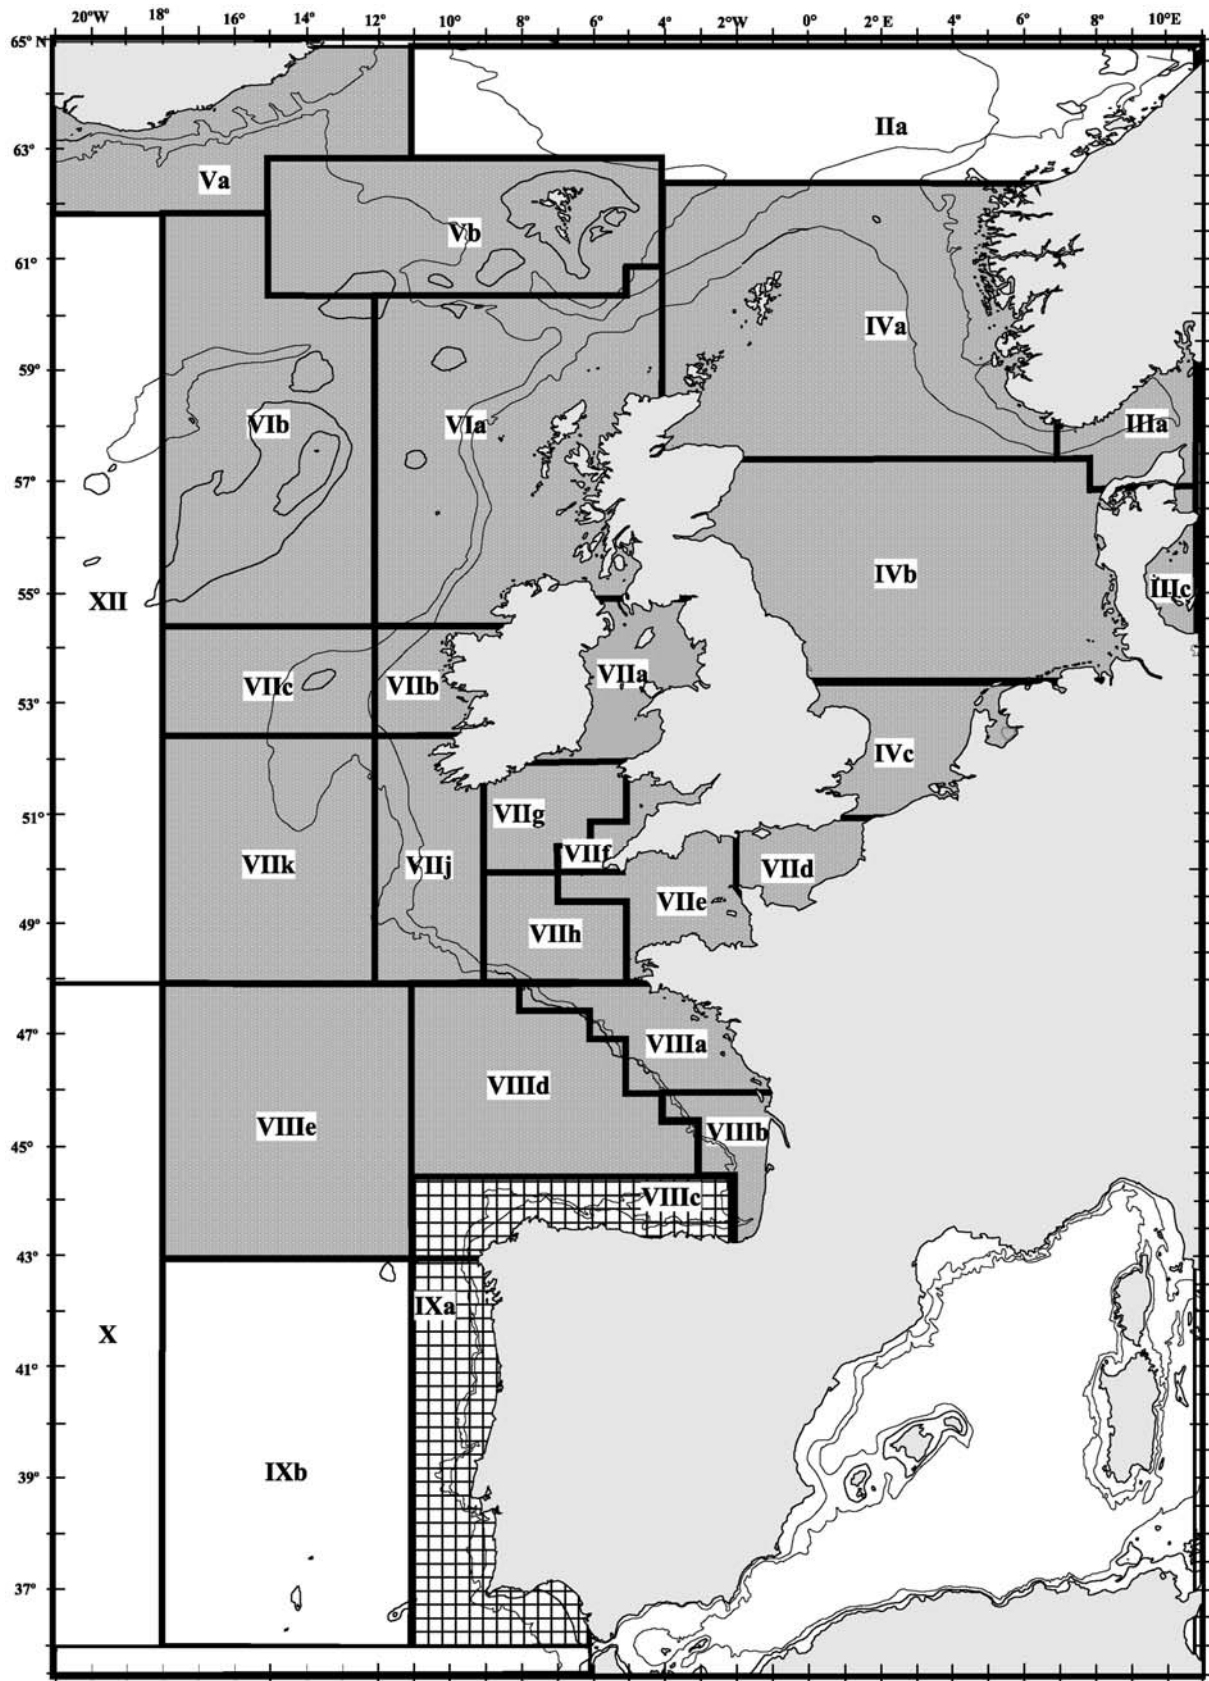 20°W 18° 16° 14° 12° 10° 8° 6° 4° 2°W 0° 2° E 4° 6° 8° 10°E
65° N
IIa
63°
Va
Vb
61°
IVa
59°
VIb VIa IIIa
57°
IVb
55° XII IIIc
VIIa
53° VIIc VIIb
IVc
51° VIIg
VIIf
VIIk VIIj VIId
VIIe
49°
VIIh
47° VIIIa
VIIId
45° VIIIe VIIIb
VIIIc
43°
IXa
X
41°
39° IXb
37°